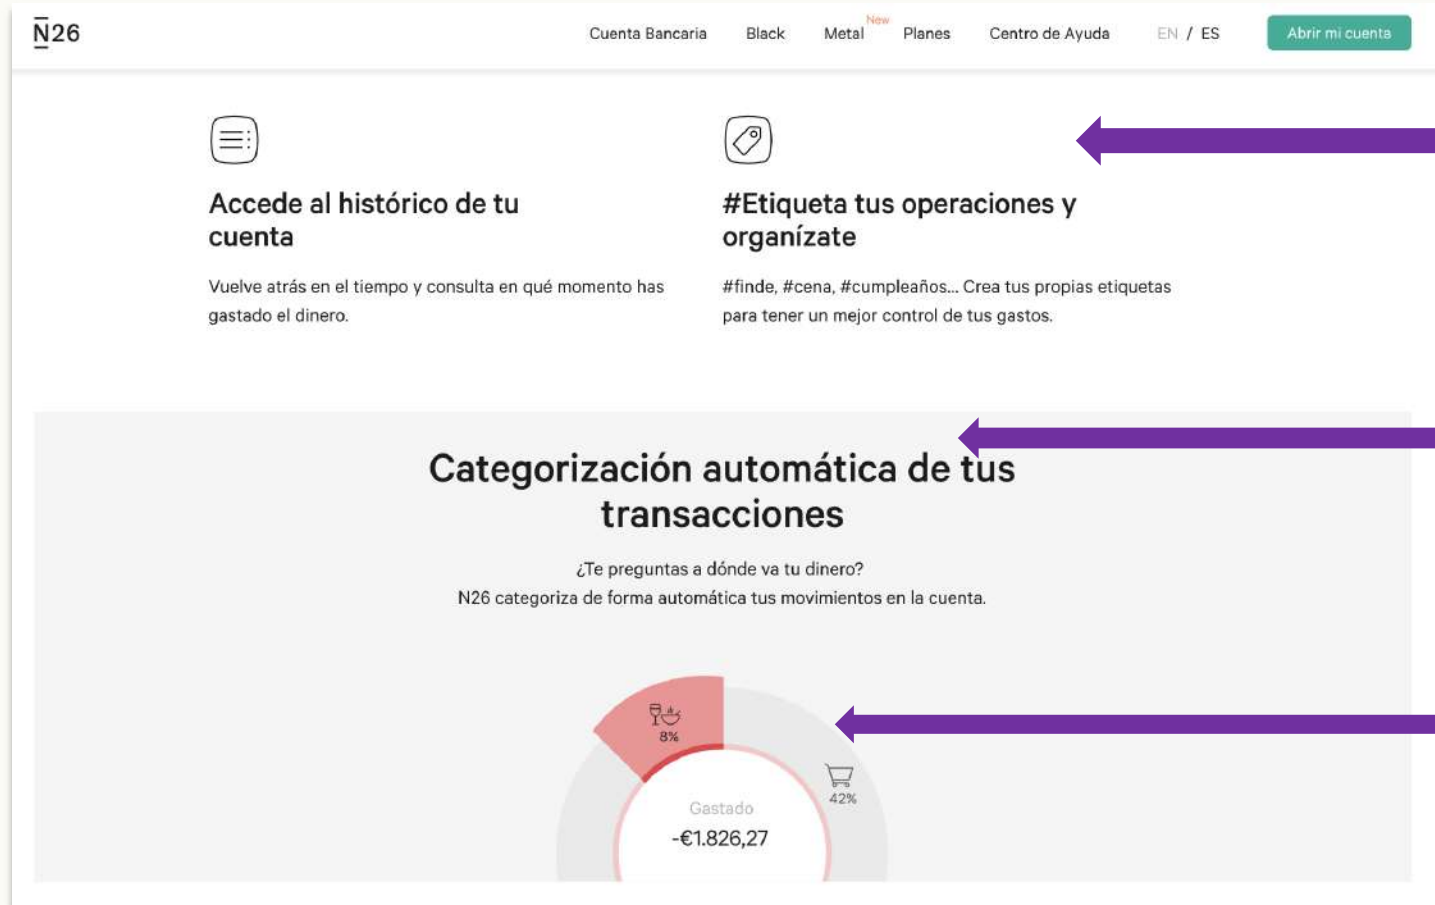 N26
Cuenta Bancaria Black Metal New Planes Centro de Ayuda EN / ES Abrir mi cuenta
Accede al histórico de tu
cuenta
Vuelve atrás en el tiempo y consulta en qué momento has
gastado el dinero.
#Etiqueta tus operaciones y
organízate
#finde, #cena, #cumpleaños... Crea tus propias etiquetas
para tener un mejor control de tus gastos.
Categorización automática de tus
transacciones
¿Te preguntas a dónde va tu dinero?
N26 categoriza de forma automática tus movimientos en la cuenta.
8%
42%
Gastado
-€1.826,27